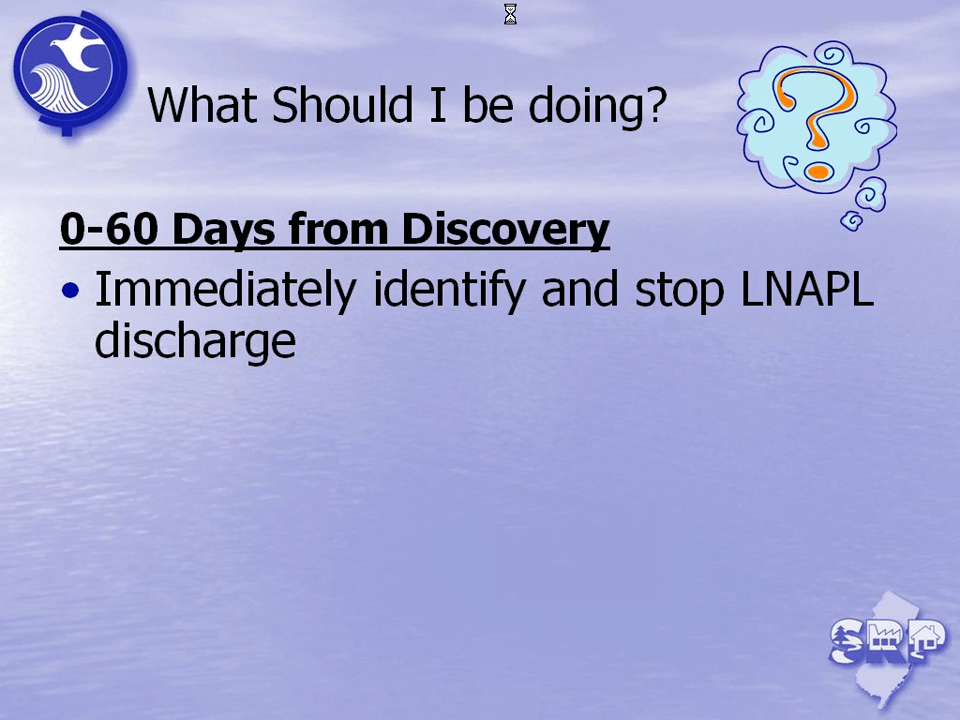 What Should I be doing?
0-60 Days from Discovery
• Immediately identify and stop LNAPL
discharge
SRP